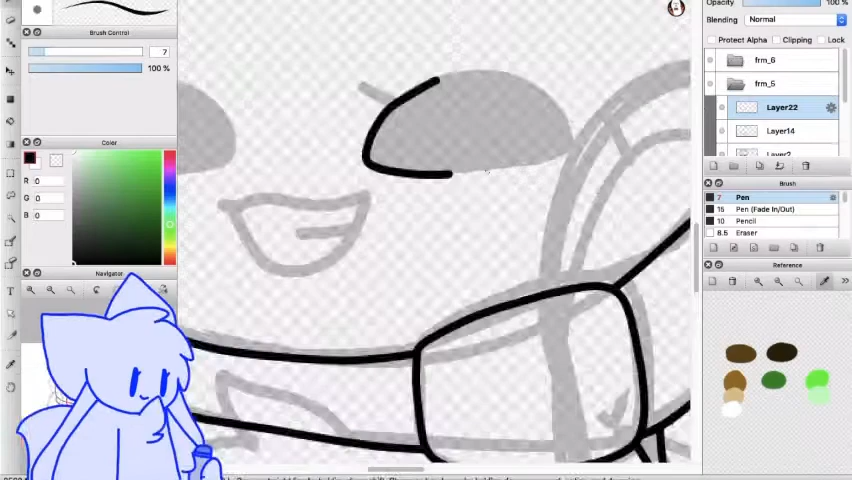 Opacity 100 %
Blending Normal
Brush Control
Protect Alpha Clipping Lock
7
frm_6
100 %
frm_5
Layer22
Layer14
Layer2
Color
R 0
G 0
B 0
Brush
7 Pen
15 Pen (Fade In/Out)
10 Pencil
8.5 Eraser
Reference
Navigator